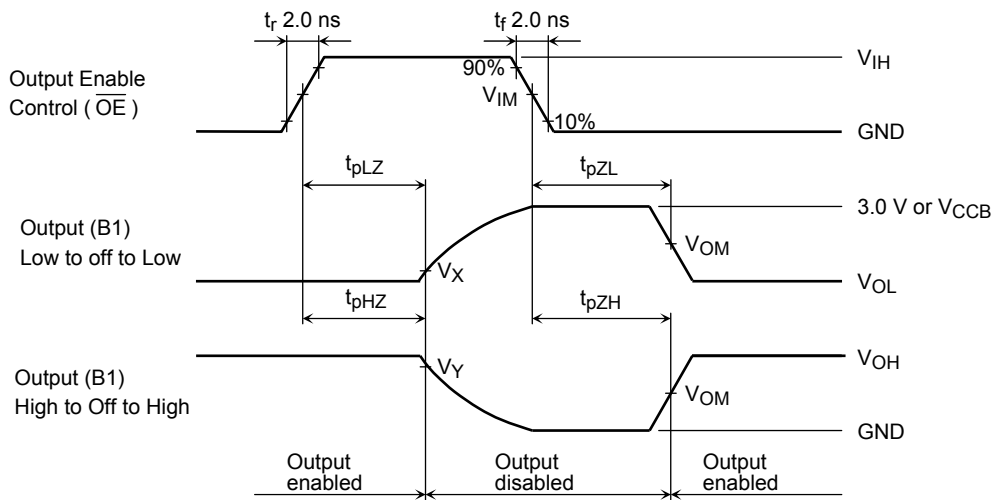 tr 2.0 ns
tf 2.0 ns
Output Enable
Control ( OE )
90%
VIM
10%
VIH
GND
tpLZ
tpZL
Output (B1)
Low to off to Low
VX
3.0 V or VCCB
VOM
VOL
tpHZ
tpZH
Output (B1)
High to Off to High
VY
VOH
VOM
GND
Output
enabled
Output
disabled
Output
enabled